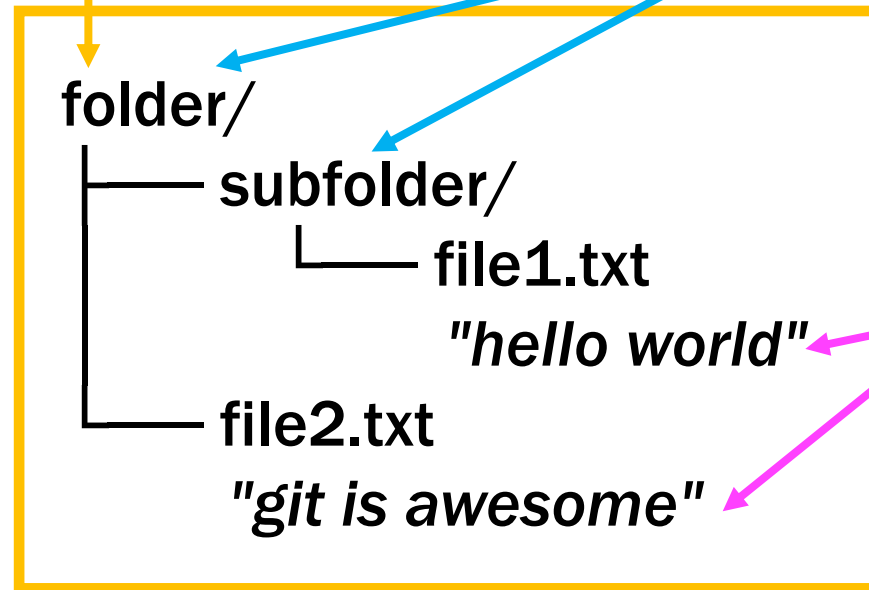 folder/
subfolder/
file1.txt
"hello world"
file2.txt
"git is awesome"